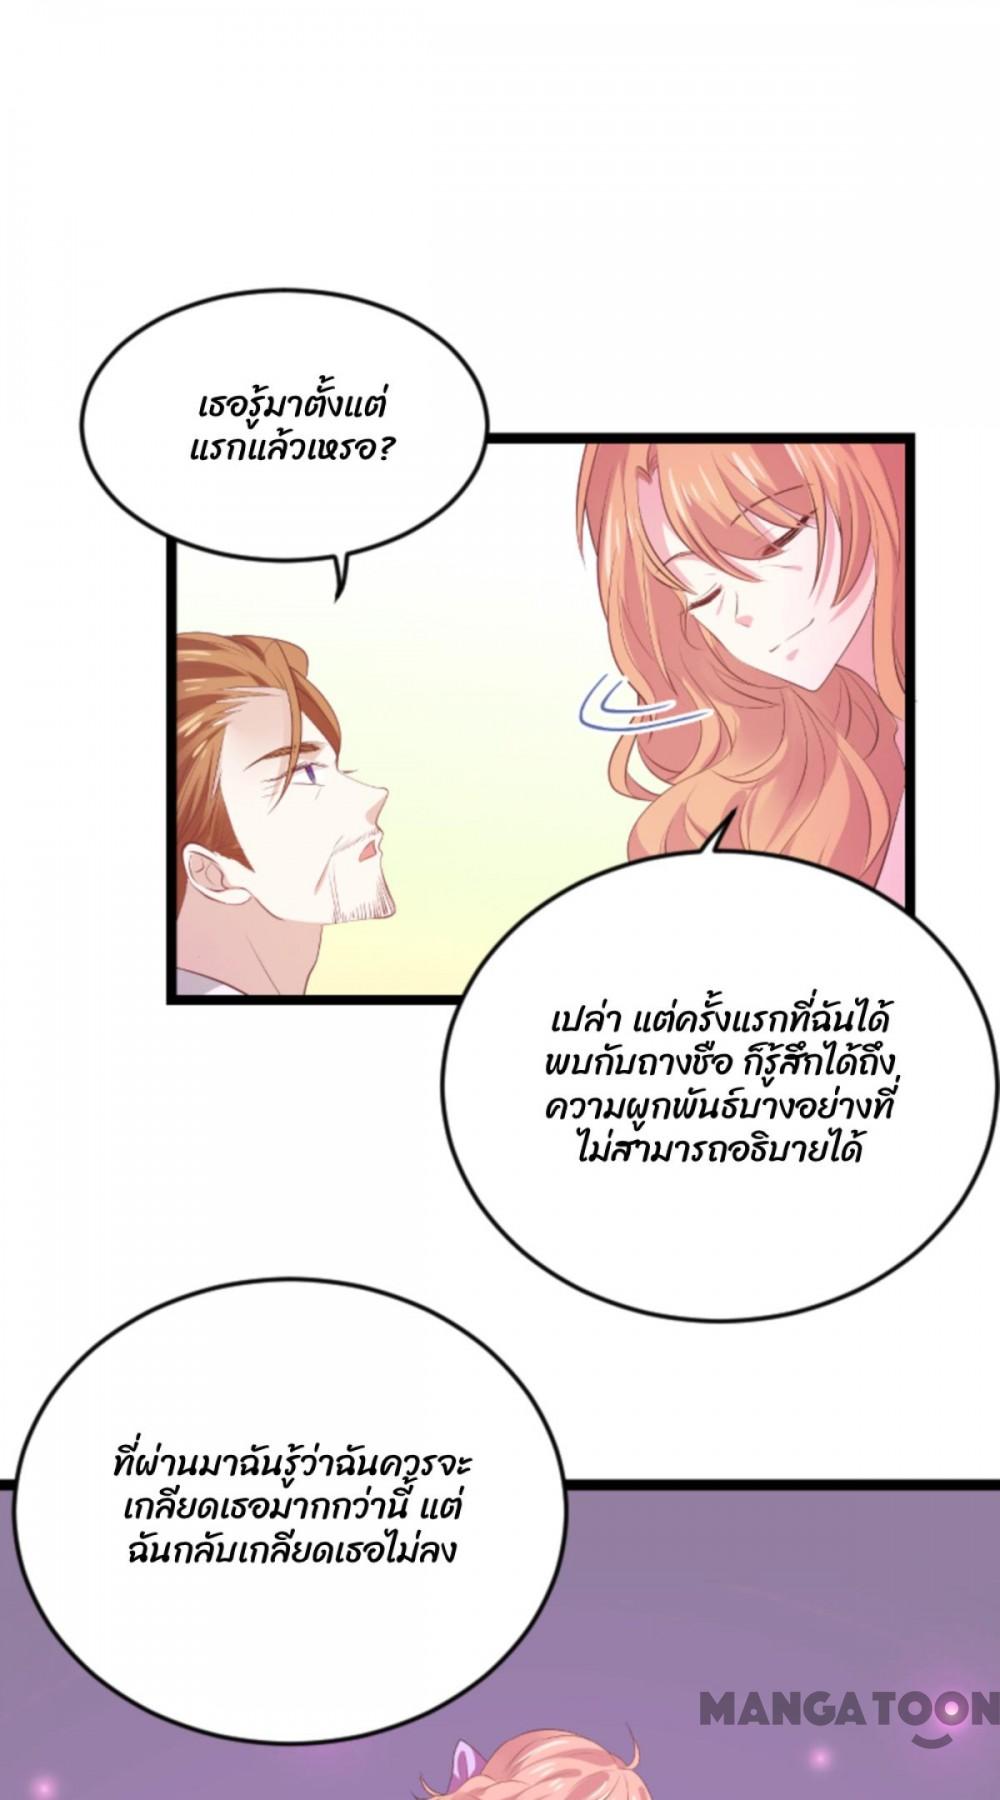 เธอรู้มาตั้งแต่
แรกแล้วเหรอ?
เปล่า แต่ครั้งแรกที่ฉันได้
พบกับถางชือ ก็รู้สึกได้ถึง
ความผูกพันธ์บางอย่างที่
ไม่สามารถอธิบายได้
ที่ผ่านมาฉันรู้ว่าฉันควรจะ
เกลียดเธอมากกว่านี้ แต่
ฉันกลับเกลียดเธอไม่ลง
MANGATOON